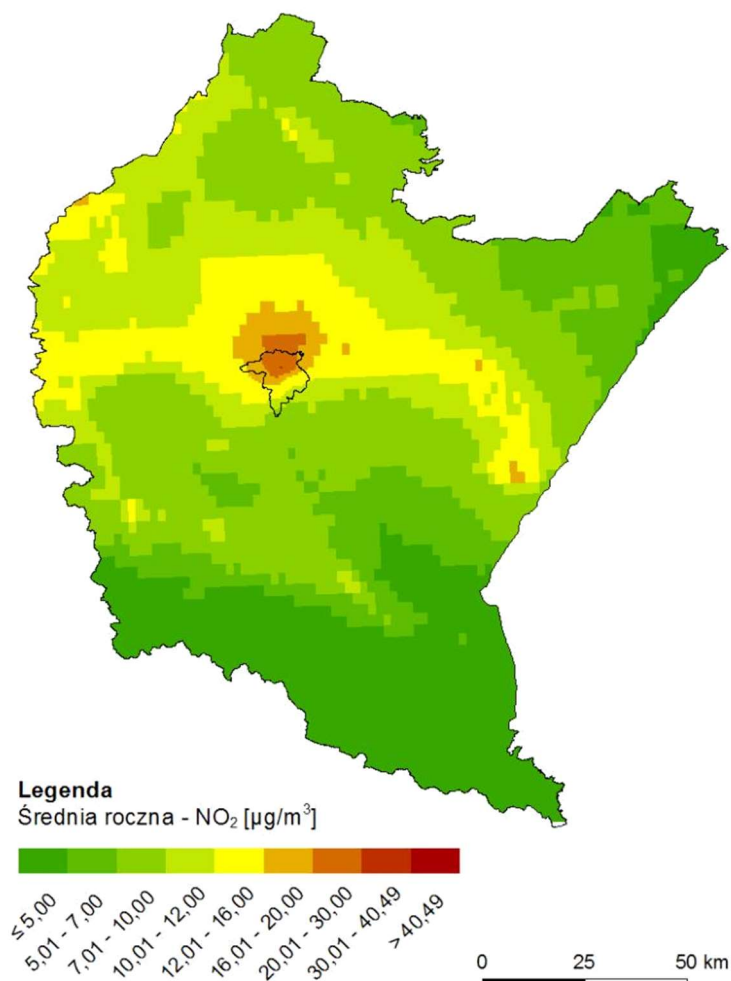 Legenda
Średnia roczna - NO₂ [µg/m³]
≤ 5,00
5,01 - 7,00
7,01 - 10,00
10,01 - 12,00
12,01 - 16,00
16,01 - 20,00
20,01 - 30,00
30,01 - 40,49
> 40,49
0 25 50 km